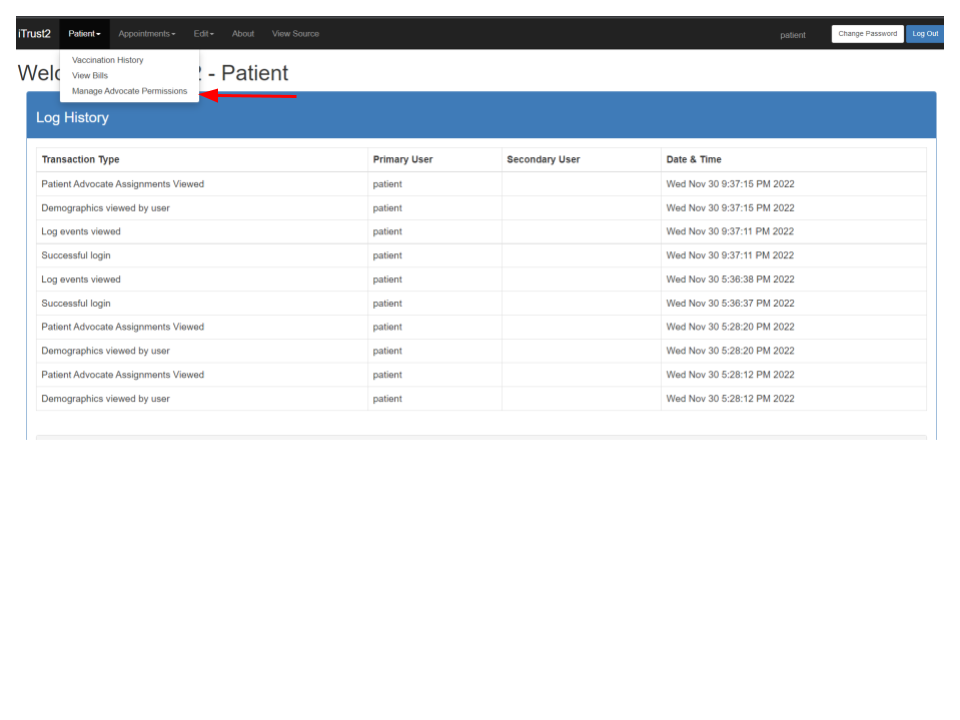 iTrust2 Patient Appointments Edit About View Source patient Change Password Log Out
Vaccination History
View Bills
Manage Advocate Permissions
Welc 2 - Patient
Log History
Transaction Type Primary User Secondary User Date & Time
Patient Advocate Assignments Viewed patient Wed Nov 30 9:37:15 PM 2022
Demographics viewed by user patient Wed Nov 30 9:37:15 PM 2022
Log events viewed patient Wed Nov 30 9:37:11 PM 2022
Successful login patient Wed Nov 30 9:37:11 PM 2022
Log events viewed patient Wed Nov 30 5:36:38 PM 2022
Successful login patient Wed Nov 30 5:36:37 PM 2022
Patient Advocate Assignments Viewed patient Wed Nov 30 5:28:20 PM 2022
Demographics viewed by user patient Wed Nov 30 5:28:20 PM 2022
Patient Advocate Assignments Viewed patient Wed Nov 30 5:28:12 PM 2022
Demographics viewed by user patient Wed Nov 30 5:28:12 PM 2022